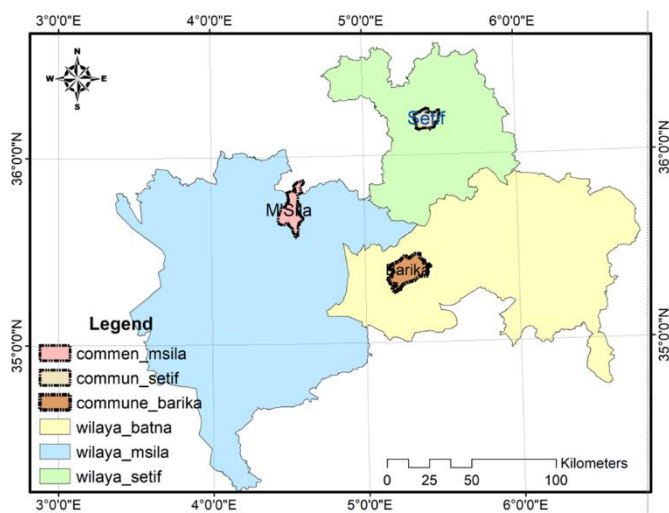 3°0'0"E 4°0'0"E 5°0'0"E 6°0'0"E
N
W E
S
36°0'0"N 36°0'0"N
Setif
M'Sila
Barika
35°0'0"N 35°0'0"N
Legend
commen_msila
commun_setif
commune_barika
wilaya_batna
wilaya_msila
wilaya_setif
Kilometers
0 25 50 100
3°0'0"E 4°0'0"E 5°0'0"E 6°0'0"E